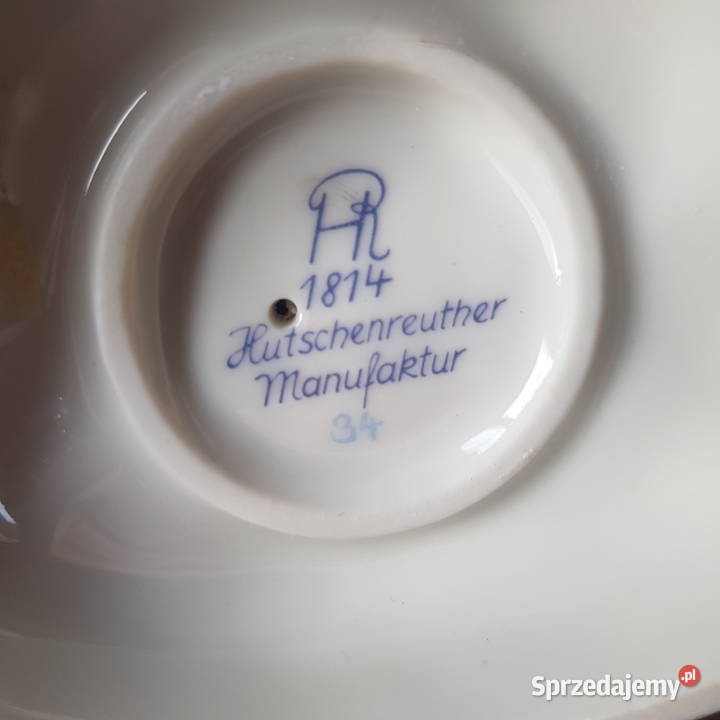 HR
1814
Hutschenreuther
Manufaktur
34
Sprzedajemy.pl